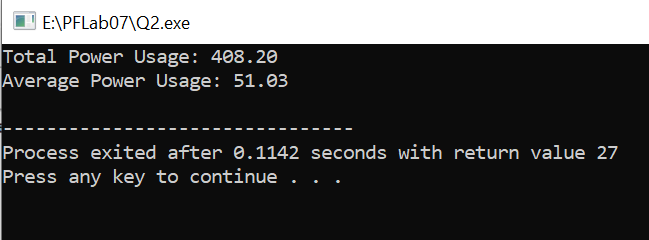 E:\PFLab07\Q2.exe
Total Power Usage: 408.20
Average Power Usage: 51.03
--------------------------------
Process exited after 0.1142 seconds with return value 27
Press any key to continue . . .